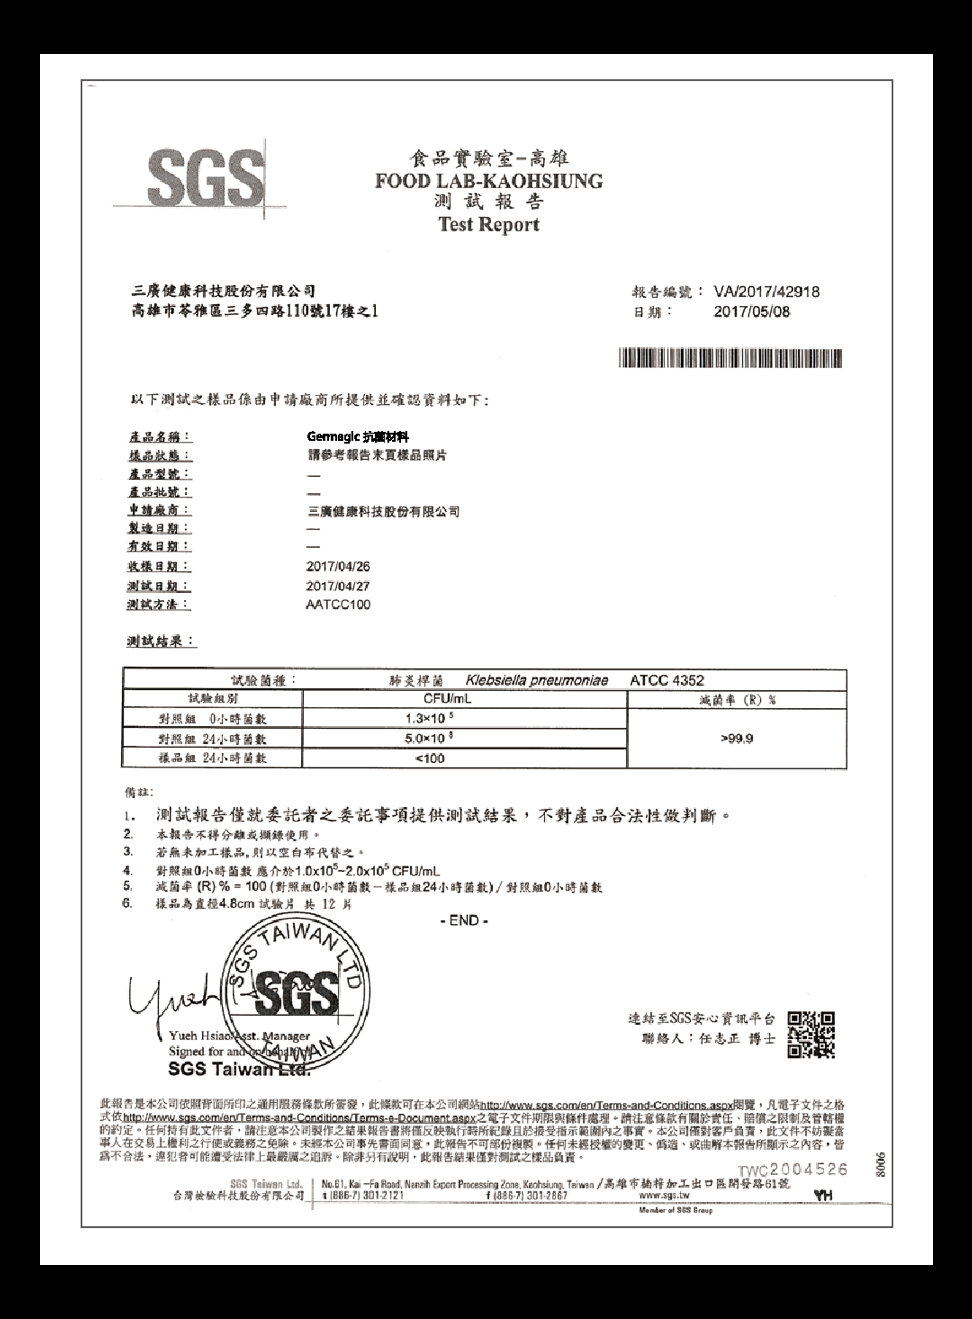 SGS
食品實驗室-高雄
FOOD LAB-KAOHSIUNG
測 試 報 告
Test Report
三廣健康科技股份有限公司
高雄市苓雅區三多四路110號17樓之1
報告編號： VA/2017/42918
日期： 2017/05/08
以下測試之樣品係由申請廠商所提供並確認資料如下:
產品名稱： Germagic 抗菌材料
樣品狀態： 請參考報告末頁樣品照片
產品型號： —
產品批號： —
申請廠商： 三廣健康科技股份有限公司
製造日期： —
有效日期： —
收樣日期： 2017/04/26
測試日期： 2017/04/27
測試方法： AATCC100
測試結果：
試驗菌種： 肺炎桿菌 Klebsiella pneumoniae ATCC 4352
試驗組別 CFU/mL 減菌率 (R) %
對照組 0小時菌數 1.3×10 5
對照組 24小時菌數 5.0×10
>99.9
樣品組 24小時菌數 <100
備註:
1. 測試報告僅就委託者之委託事項提供測試結果，不對產品合法性做判斷。
2. 本報告不得分離或擷錄使用。
3. 若無未加工樣品,則以空白布代替之。
4. 對照組0小時菌數 應介於1.0x10⁵~2.0x10⁵ CFU/mL
5. 減菌率 (R) % = 100 (對照組0小時菌數－樣品組24小時菌數) / 對照組0小時菌數
6. 樣品為直徑4.8cm 試驗片 共 12 片
- END -
SGS TAIWAN LTD
SGS
TAIWAN
Yueh
Yueh Hsiao/Asst. Manager
Signed for and on behalf of
SGS Taiwan Ltd.
連結至SGS安心資訊平台
聯絡人：任志正 博士
此報告是本公司依照背面所印之通用服務條款所簽發，此條款可在本公司網站http://www.sgs.com/en/Terms-and-Conditions.aspx閱覽，凡電子文件之格
式依http://www.sgs.com/en/Terms-and-Conditions/Terms-e-Document.aspx之電子文件期限與條件處理。請注意條款有關於責任、賠償之限制及管轄權
的約定。任何持有此文件者，請注意本公司製作之結果報告書將僅反映執行時所紀錄且於接受指示範圍內之事實。本公司僅對客戶負責，此文件不妨礙當
事人在交易上權利之行使或義務之免除。未經本公司事先書面同意，此報告不可部份複製。任何未經授權的變更、偽造、或曲解本報告所顯示之內容，皆
為不合法，違犯者可能遭受法律上最嚴厲之追訴。除非另有說明，此報告結果僅對測試之樣品負責。
TWC2004526
8006
SGS Taiwan Ltd. No.61, Kai-Fa Road, Nanzih Export Processing Zone, Kaohsiung, Taiwan /高雄市楠梓加工出口區開發路61號
台灣檢驗科技股份有限公司 t (886-7) 301-2121 f (886-7) 301-2867 www.sgs.tw YH
Member of SGS Group